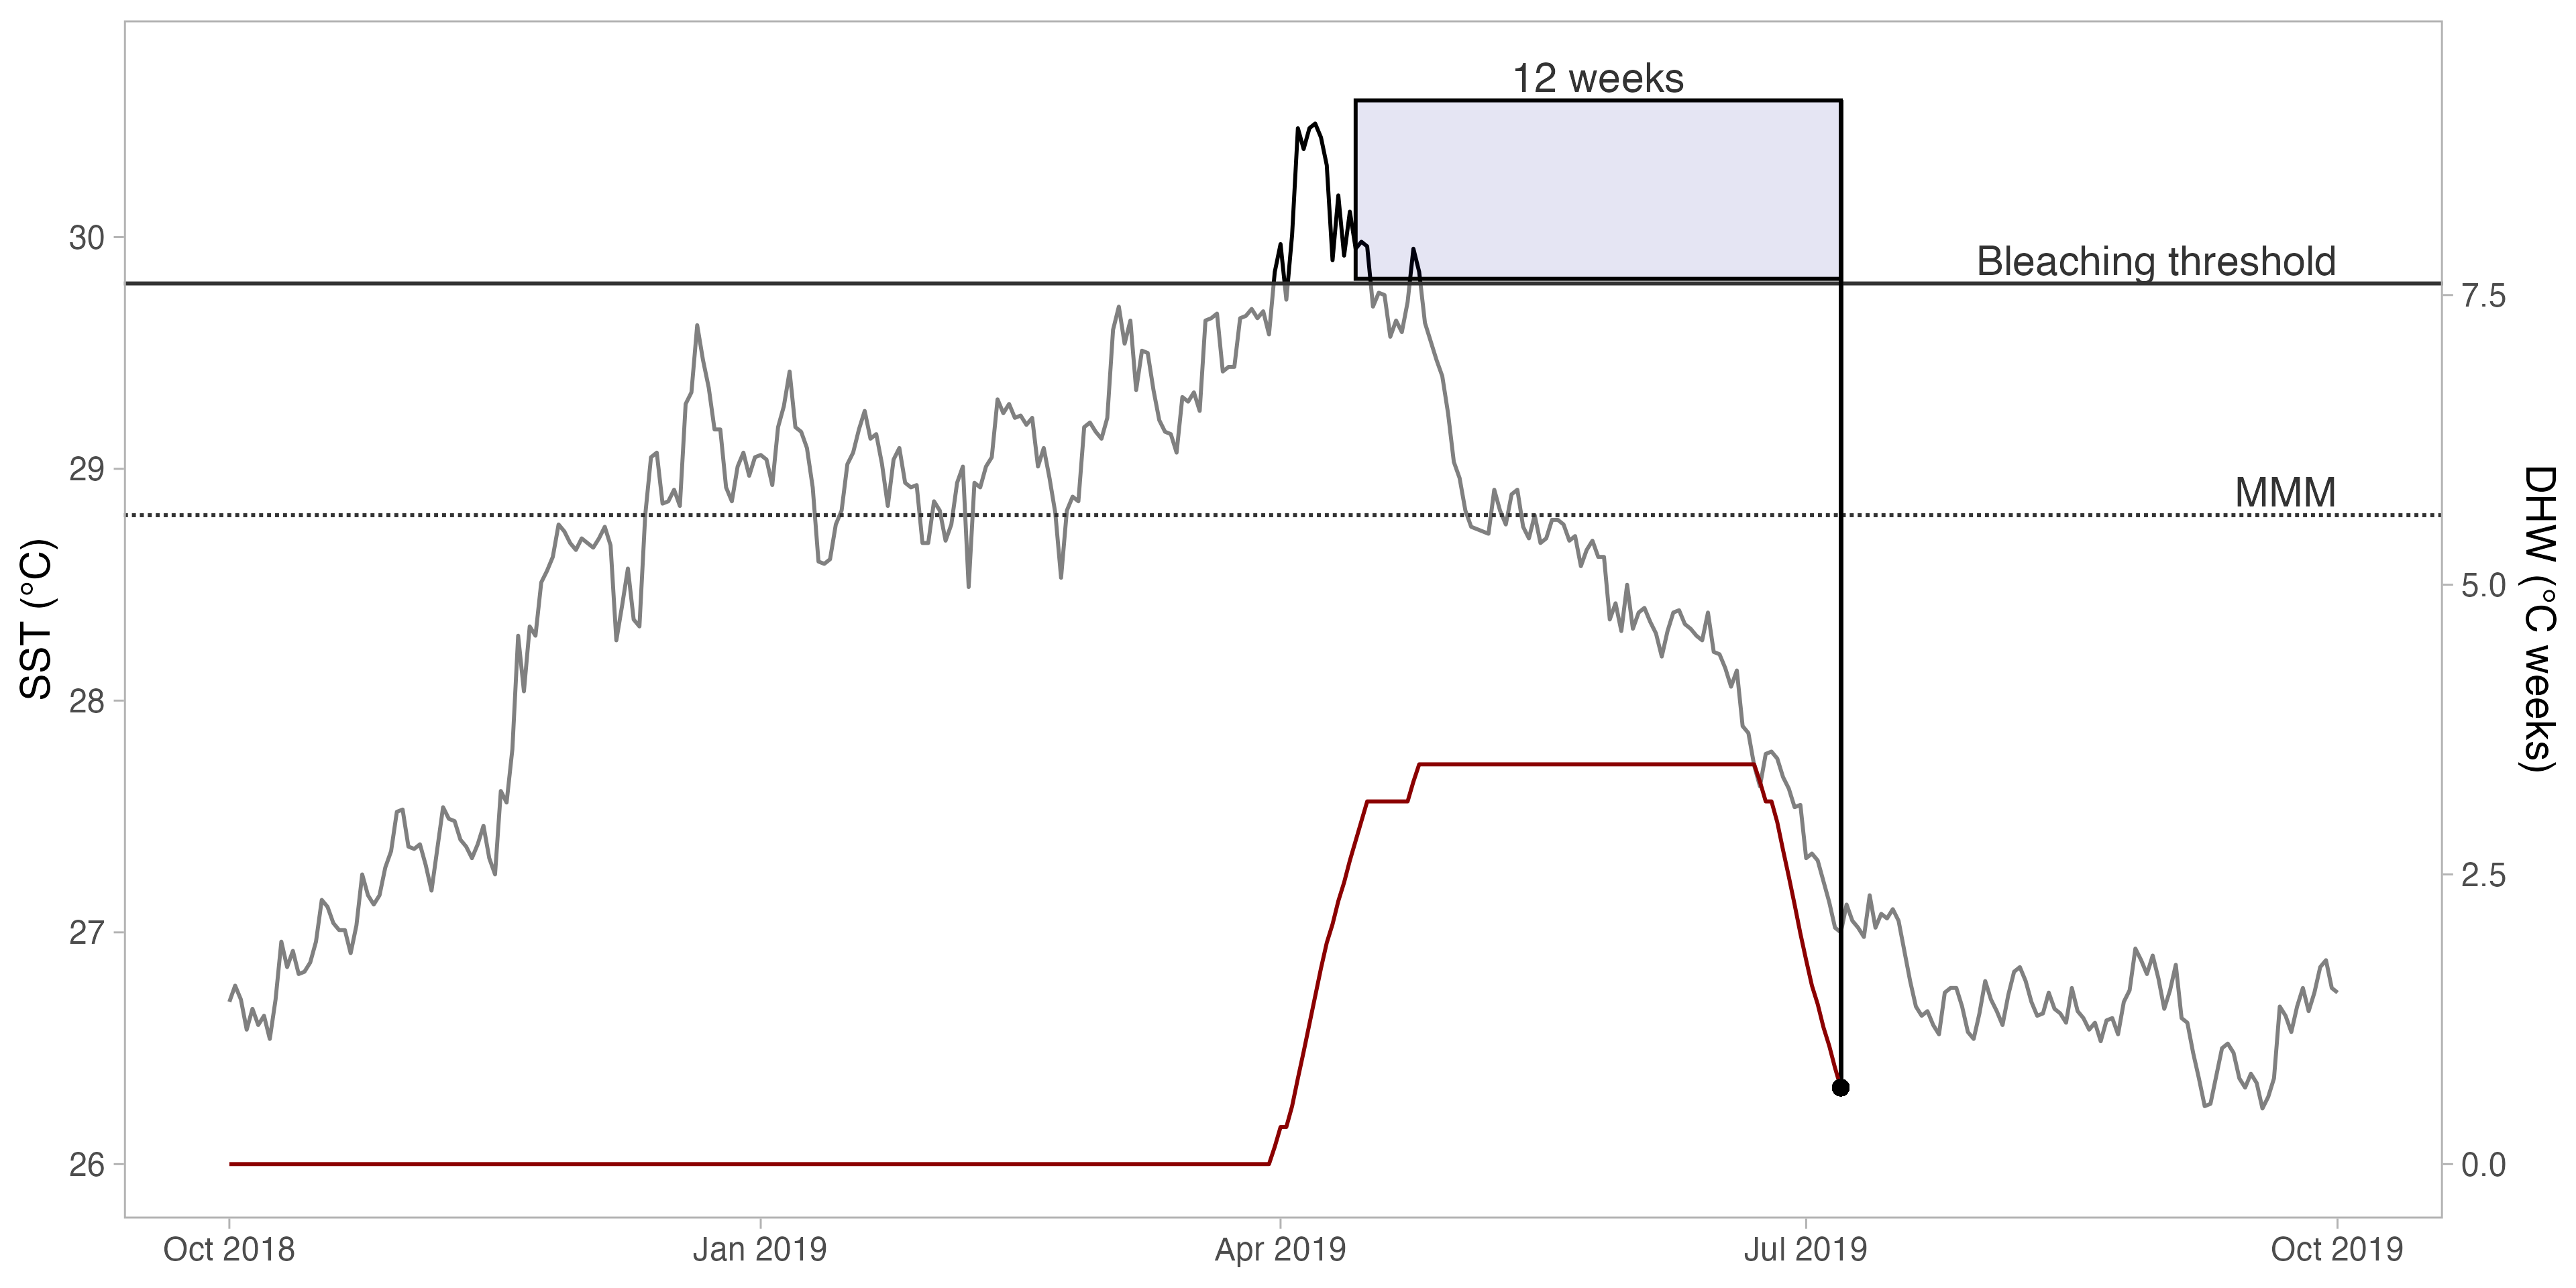 12 weeks
Bleaching threshold
MMM
SST (°C)
30
29
28
27
26
DHW (°C weeks)
7.5
5.0
2.5
0.0
Oct 2018
Jan 2019
Apr 2019
Jul 2019
Oct 2019